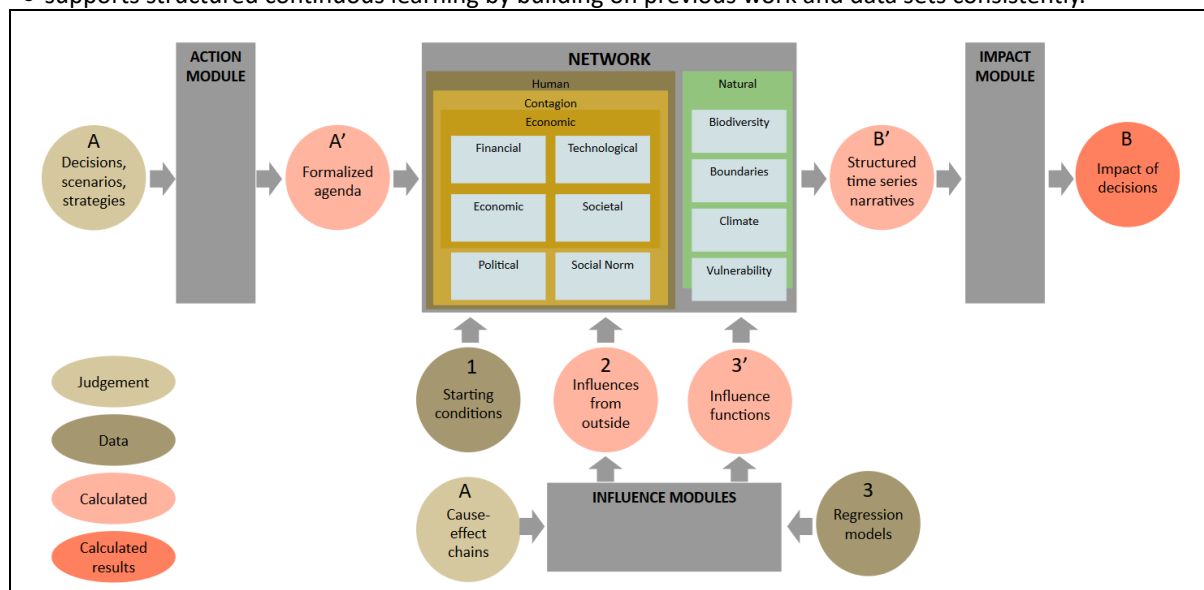 supports structured continuous learning by building on previous work and data sets consistently.
ACTION
MODULE
NETWORK
IMPACT
MODULE
Human
Contagion
Economic
Natural
Financial
Technological
Economic
Societal
Political
Social Norm
Biodiversity
Boundaries
Climate
Vulnerability
A
Decisions,
scenarios,
strategies
A'
Formalized
agenda
B'
Structured
time series
narratives
B
Impact of
decisions
1
Starting
conditions
2
Influences
from
outside
3'
Influence
functions
Judgement
Data
Calculated
Calculated
results
A
Cause-
effect
chains
INFLUENCE MODULES
3
Regression
models